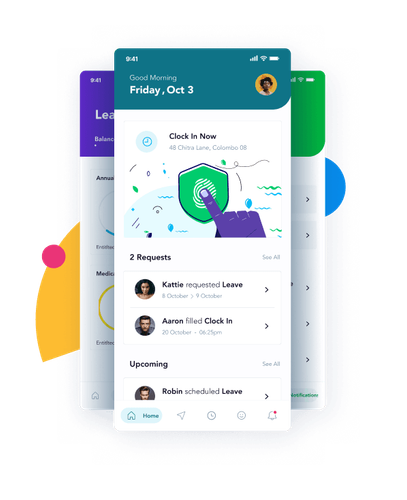 9:41
Good Morning
Friday, Oct 3
Clock In Now
48 Chitra Lane, Colombo 08
2 Requests
See All
Kattie requested Leave
8 October > 9 October
Aaron filled Clock In
20 October - 06:25pm
Upcoming
See All
Robin scheduled Leave
Home
9:41
Lea
Balanc
Annua
Entitled
Medica
Entitled